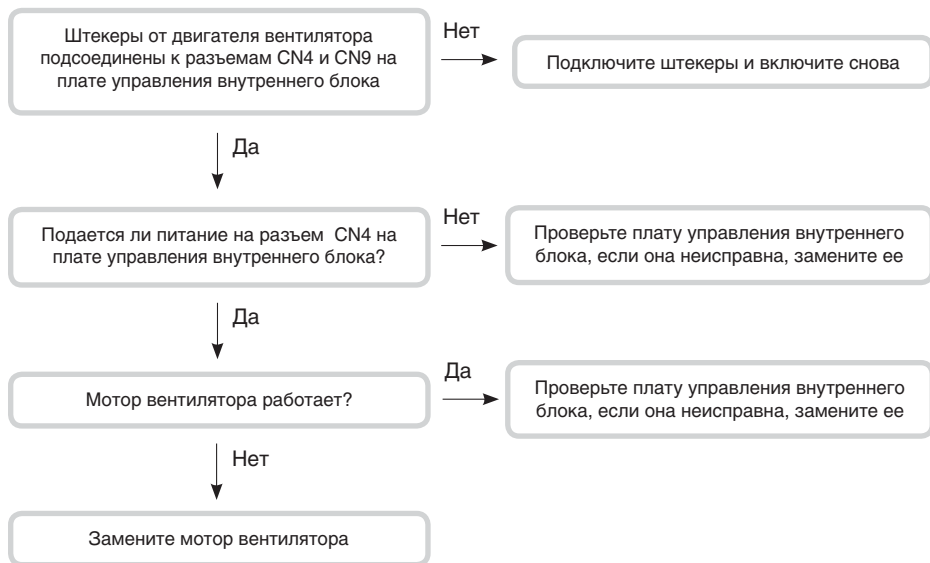 Штекеры от двигателя вентилятора
подсоединены к разъемам CN4 и CN9 на
плате управления внутреннего блока
Нет
Подключите штекеры и включите снова
Да
Подается ли питание на разъем CN4 на
плате управления внутреннего блока?
Нет
Проверьте плату управления внутреннего
блока, если она неисправна, замените ее
Да
Мотор вентилятора работает?
Да
Проверьте плату управления внутреннего
блока, если она неисправна, замените ее
Нет
Замените мотор вентилятора